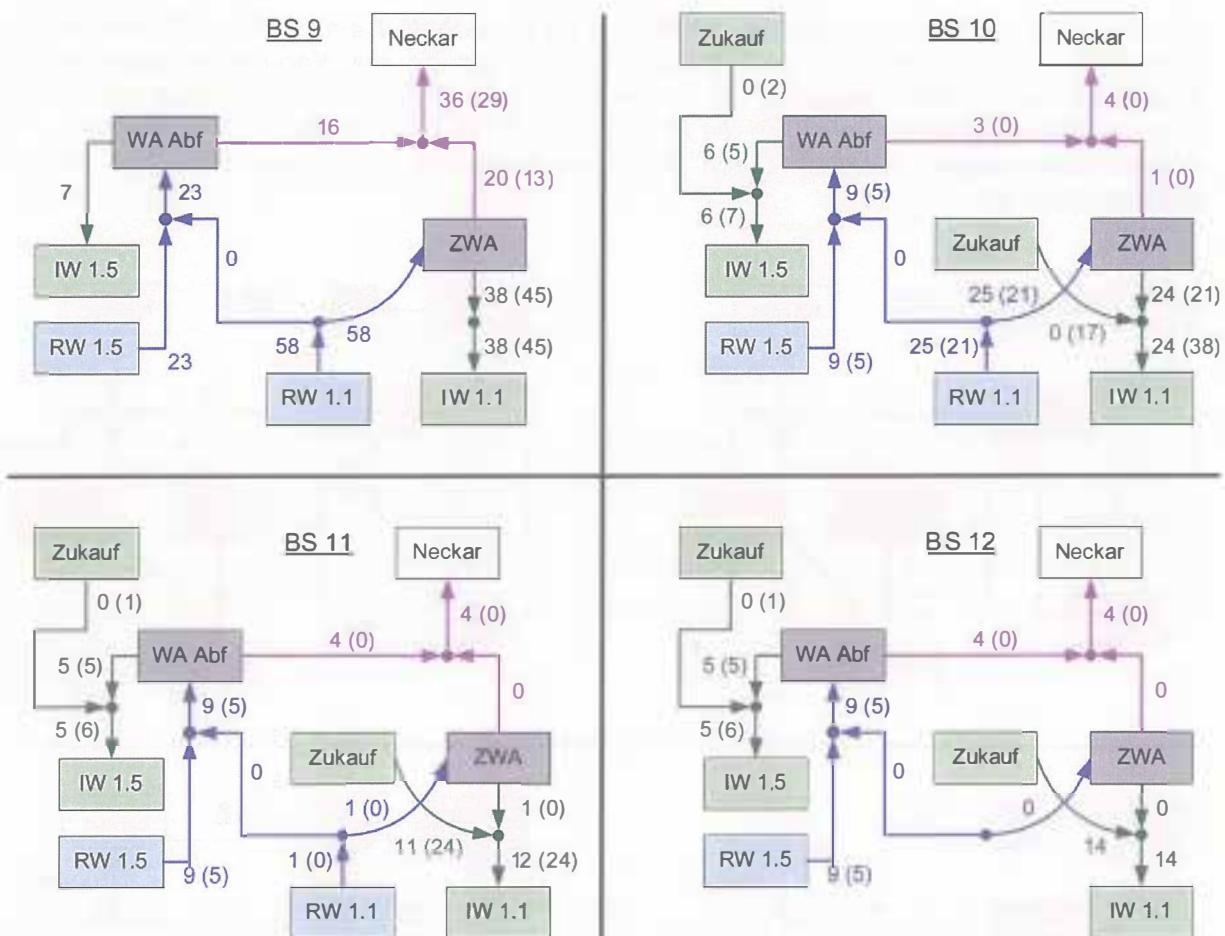 BS 9
Neckar
36 (29)
WA Abf
16
20 (13)
7
23
ZWA
IW 1.5
0
38 (45)
RW 1.5
23
58
58
38 (45)
RW 1.1
IW 1.1
Zukauf
BS 10
Neckar
0 (2)
4 (0)
WA Abf
3 (0)
6 (5)
1 (0)
9 (5)
6 (7)
Zukauf
ZWA
IW 1.5
0
25 (21)
24 (21)
RW 1.5
0 (17)
9 (5)
25 (21)
24 (38)
RW 1.1
IW 1.1
Zukauf
BS 11
Neckar
0 (1)
4 (0)
WA Abf
4 (0)
5 (5)
0
9 (5)
5 (6)
Zukauf
ZWA
IW 1.5
0
1 (0)
1 (0)
RW 1.5
11 (24)
9 (5)
1 (0)
12 (24)
RW 1.1
IW 1.1
Zukauf
BS 12
Neckar
0 (1)
4 (0)
WA Abf
4 (0)
5 (5)
0
9 (5)
5 (6)
Zukauf
ZWA
IW 1.5
0
0
0
RW 1.5
14
9 (5)
14
IW 1.1